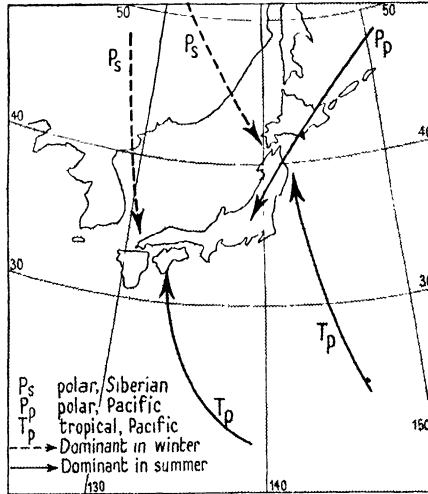 50
50
Ps
Ps
Pp
40
40
30
30
Tp
Tp
Ps polar, Siberian
Pp polar, Pacific
Tp tropical, Pacific
Dominant in winter
Dominant in summer
130
140
150